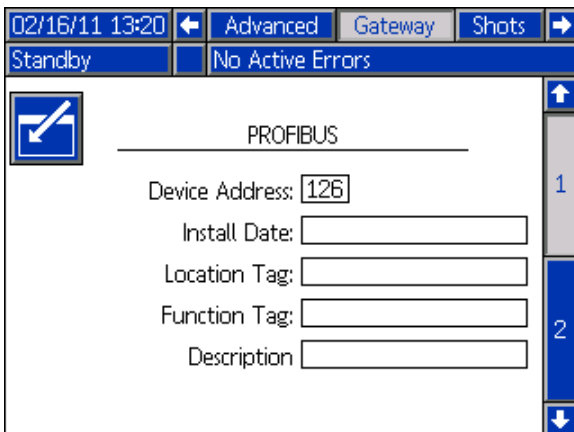 02/16/11 13:20 Advanced Gateway Shots
Standby No Active Errors
PROFIBUS
1
Device Address: 126
Install Date:
Location Tag:
Function Tag:
2
Description